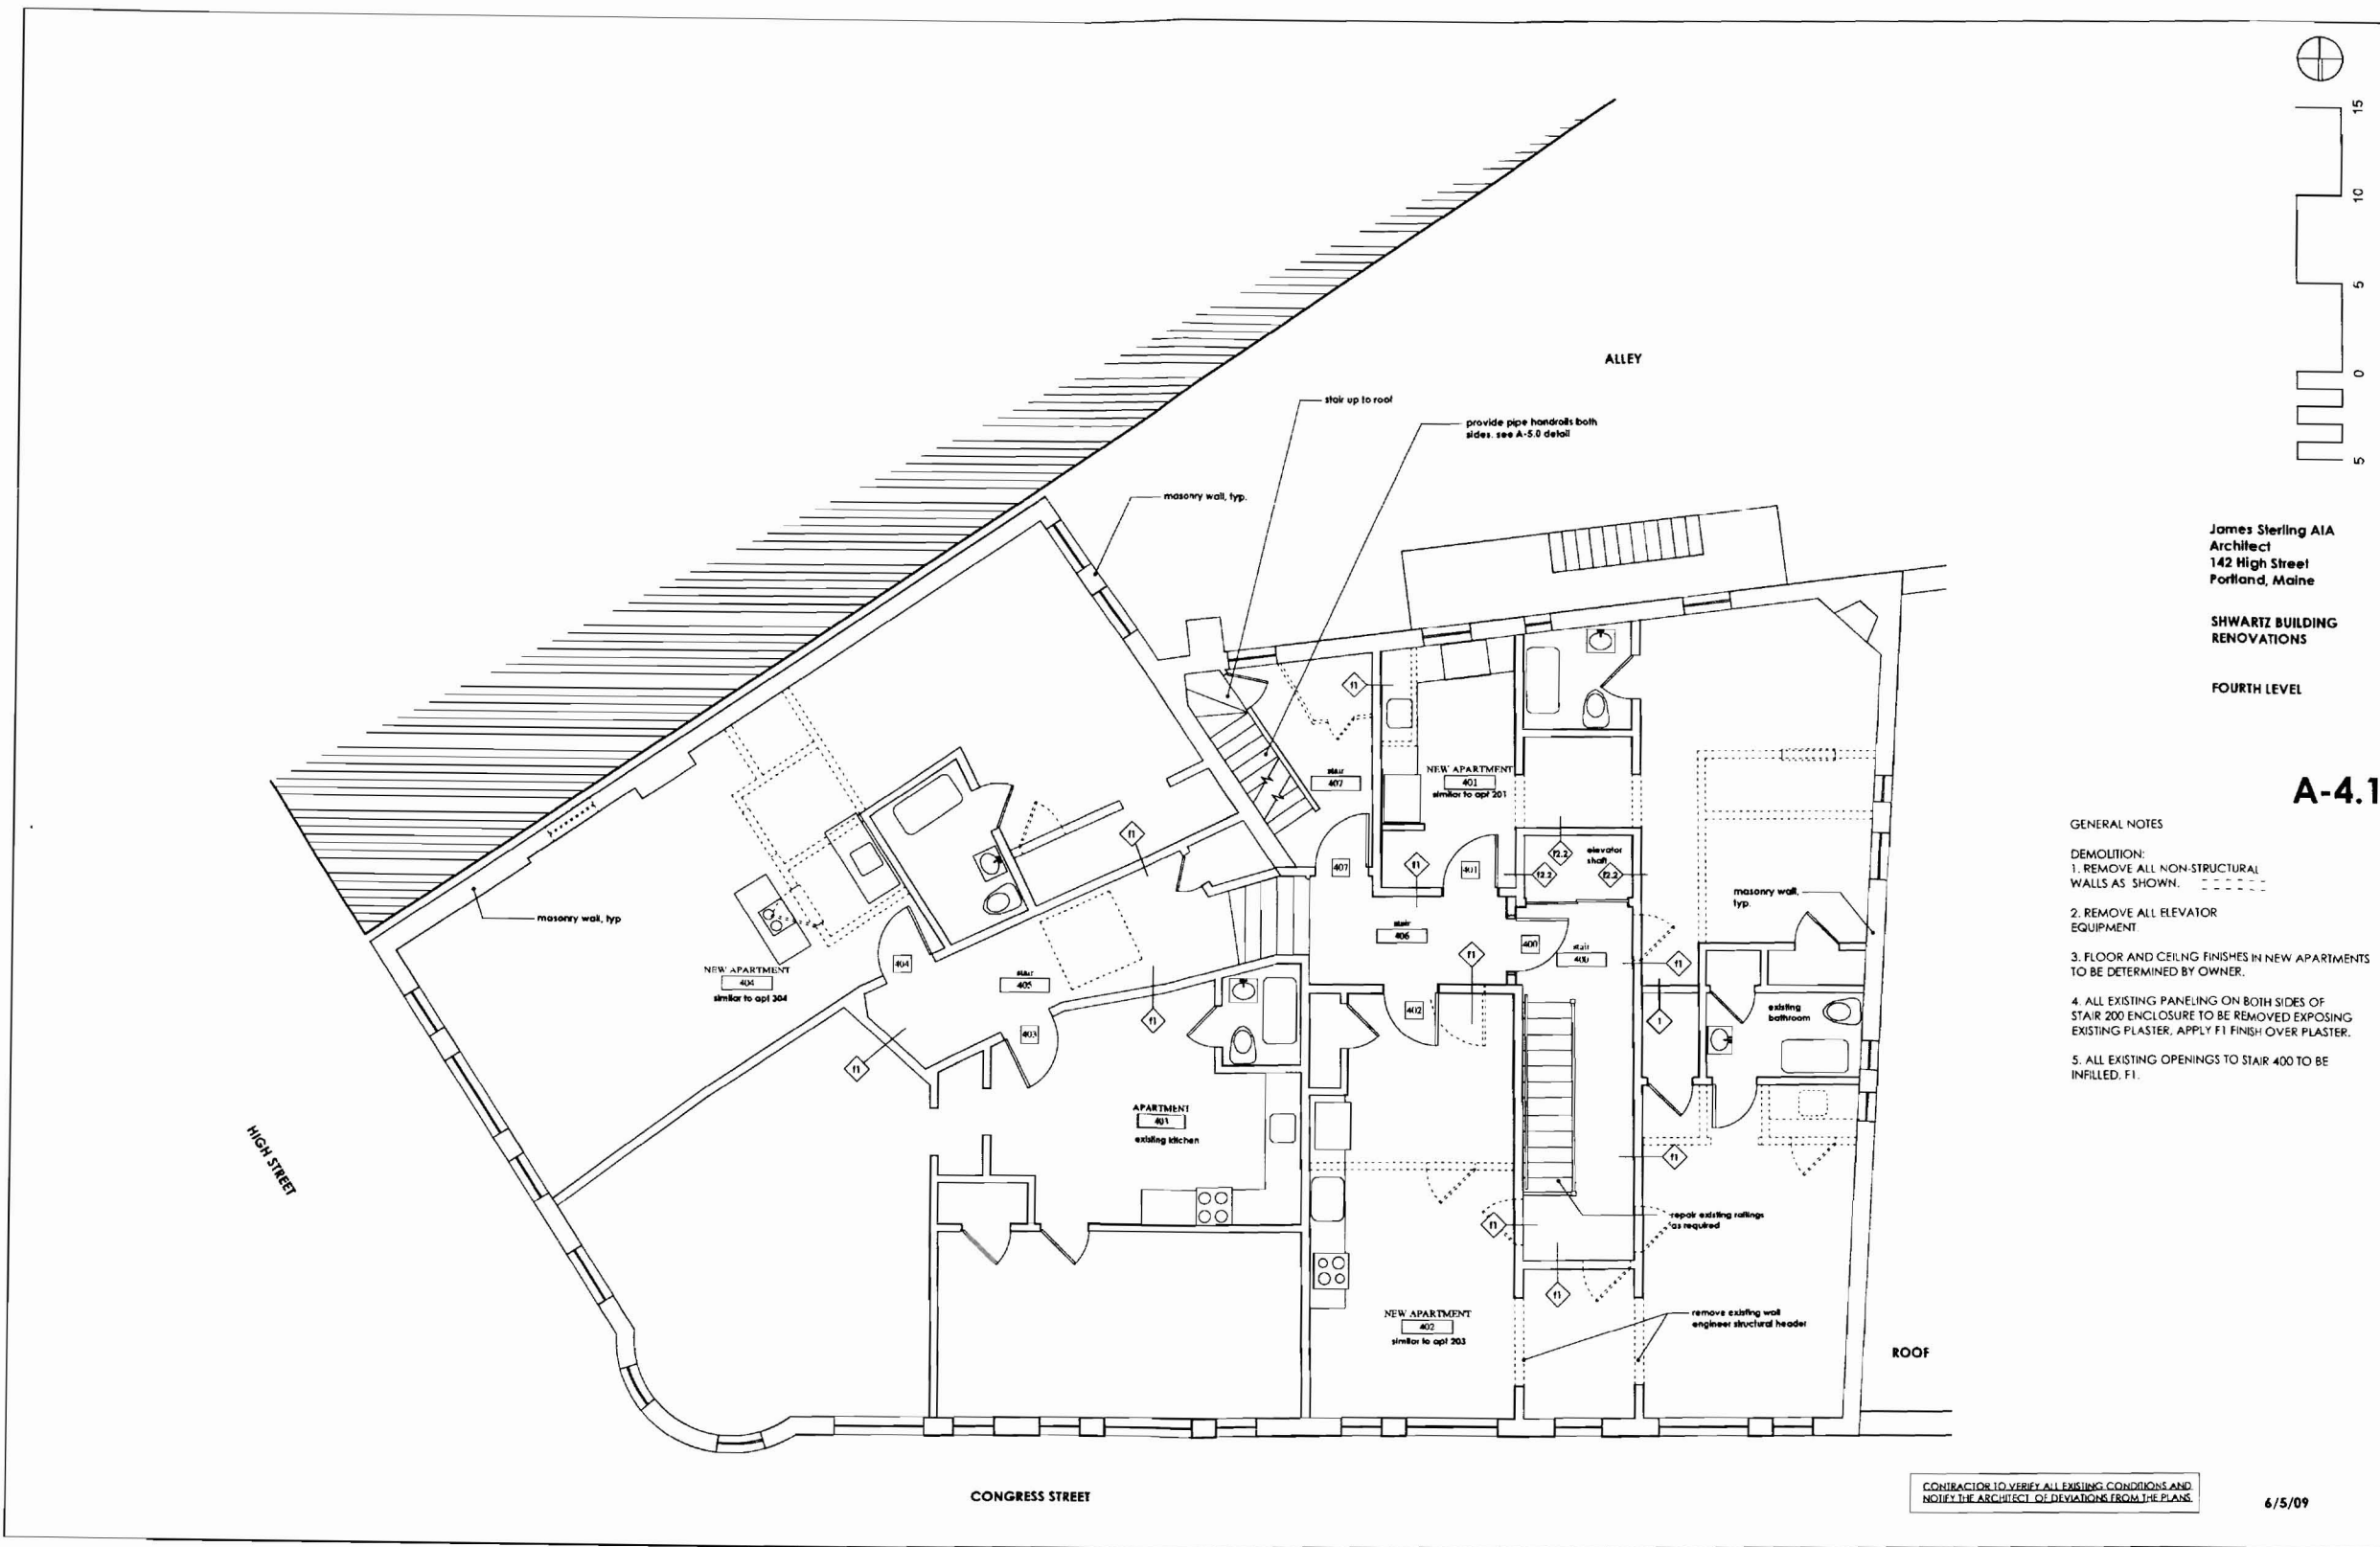 15
10
5
0
5
ALLEY
stair up to roof
provide pipe handrails both
sides. see A-5.0 detail
masonry wall, typ.
James Sterling AIA
Architect
142 High Street
Portland, Maine
SHWARTZ BUILDING
RENOVATIONS
FOURTH LEVEL
A-4.1
GENERAL NOTES
DEMOLITION:
1. REMOVE ALL NON-STRUCTURAL
WALLS AS SHOWN.
2. REMOVE ALL ELEVATOR
EQUIPMENT.
3. FLOOR AND CEILNG FINISHES IN NEW APARTMENTS
TO BE DETERMINED BY OWNER.
4. ALL EXISTING PANELING ON BOTH SIDES OF
STAIR 200 ENCLOSURE TO BE REMOVED EXPOSING
EXISTING PLASTER, APPLY F1 FINISH OVER PLASTER.
5. ALL EXISTING OPENINGS TO STAIR 400 TO BE
INFILLED, F1.
f1
stair
407
NEW APARTMENT
401
similar to apt 201
f1
407
f1
401
f2.2
elevator
shaft
f2.2
f2.2
masonry wall,
typ.
masonry wall, typ
404
NEW APARTMENT
404
similar to apt 304
stair
405
stair
406
f1
400
stair
400
f1
403
f1
402
1
existing
bathroom
f1
APARTMENT
403
existing kitchen
f1
f1
repair existing railings
as required
f1
NEW APARTMENT
402
similar to apt 203
remove existing wall
engineer structural header
HIGH STREET
ROOF
CONGRESS STREET
CONTRACTOR TO VERIFY ALL EXISTING CONDITIONS AND
NOTIFY THE ARCHITECT OF DEVIATIONS FROM THE PLANS.
6/5/09